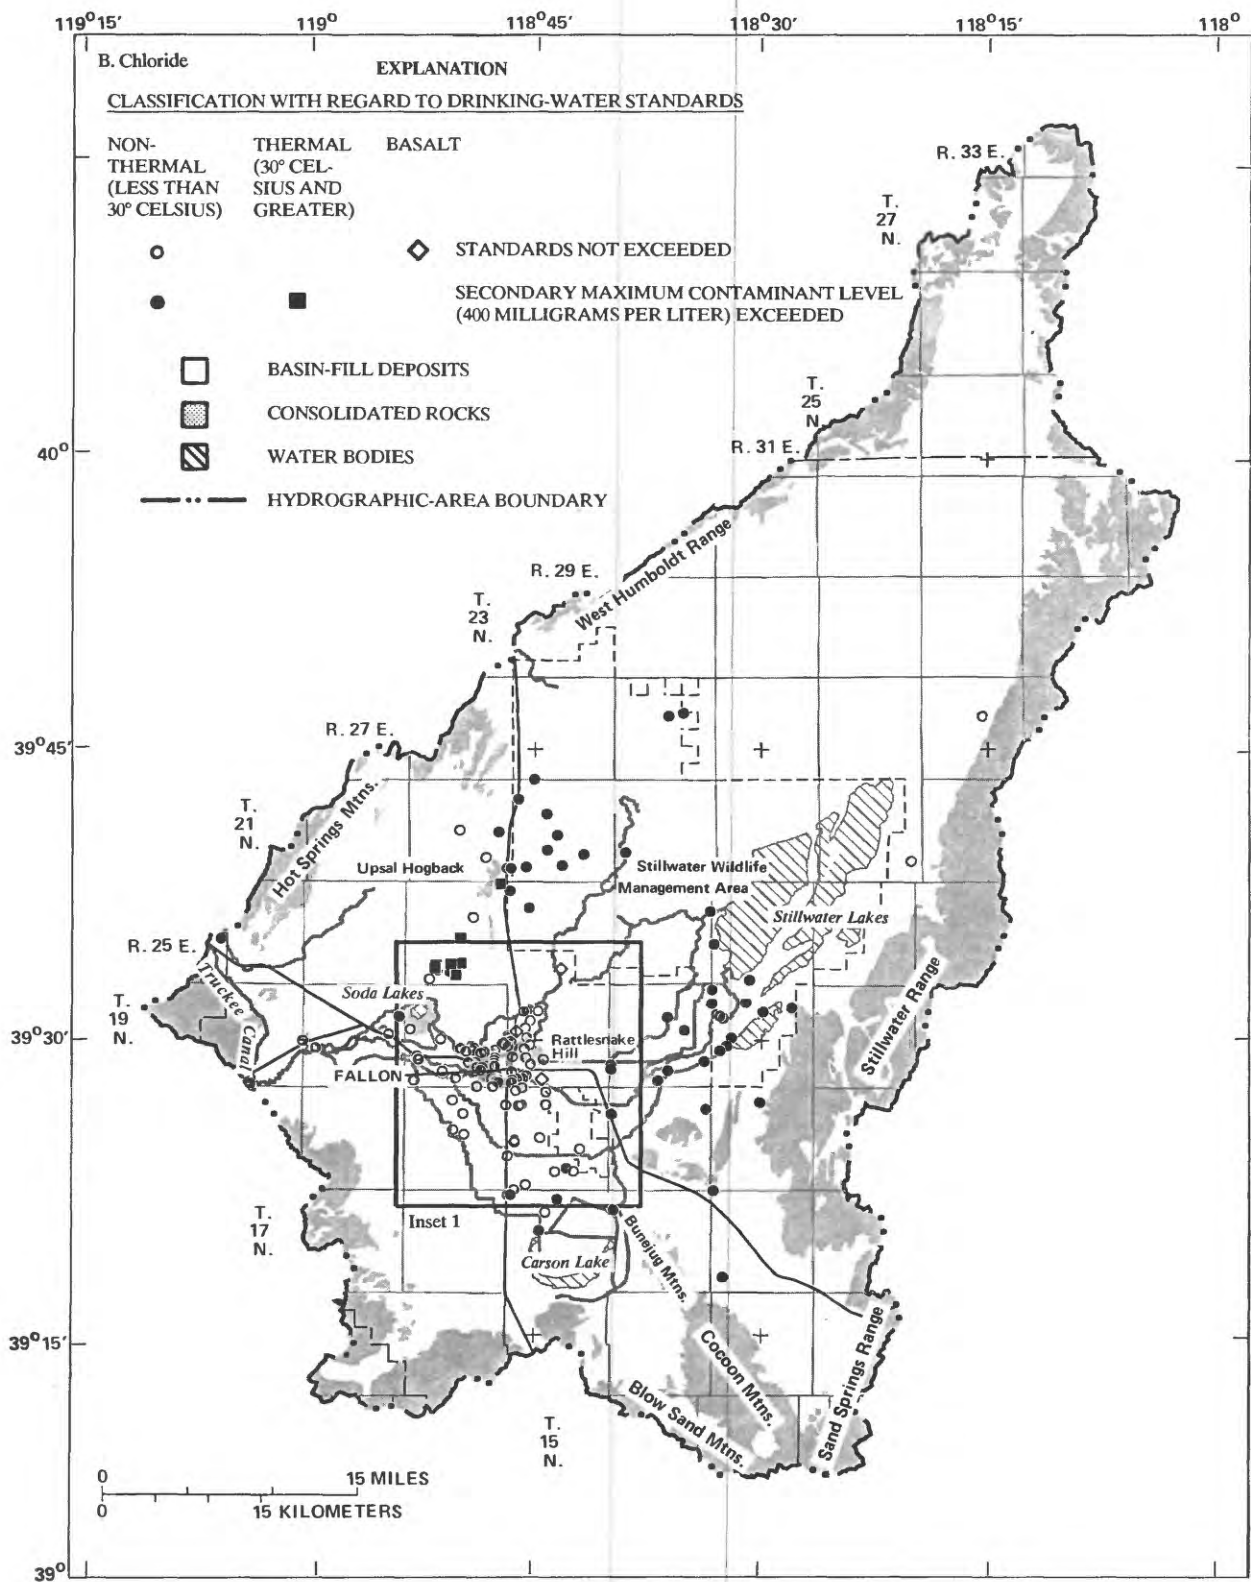 119°15' 119° 118°45' 118°30' 118°15' 118°
B. Chloride
EXPLANATION
CLASSIFICATION WITH REGARD TO DRINKING-WATER STANDARDS
NON- THERMAL BASALT
THERMAL (30° CEL-
(LESS THAN SIUS AND
30° CELSIUS) GREATER)
STANDARDS NOT EXCEEDED
SECONDARY MAXIMUM CONTAMINANT LEVEL
(400 MILLIGRAMS PER LITER) EXCEEDED
BASIN-FILL DEPOSITS
CONSOLIDATED ROCKS
WATER BODIES
HYDROGRAPHIC-AREA BOUNDARY
R. 33 E.
T.
27
N.
T.
25
N.
40°
R. 31 E.
West Humboldt Range
R. 29 E.
T.
23
N.
39°45'
R. 27 E.
T.
21
N.
Hot Springs Mtns.
Upsal Hogback
Stillwater Wildlife
Management Area
Stillwater Lakes
R. 25 E.
Truckee Canal
T.
19
N.
Soda Lakes
Stillwater Range
39°30'
Rattlesnake
Hill
FALLON
T.
17
N.
Inset 1
Carson Lake
Bunejug Mtns.
39°15'
Cocoon Mtns.
Blow Sand Mtns.
Sand Springs Range
T.
15
N.
0 15 MILES
0 15 KILOMETERS
39°